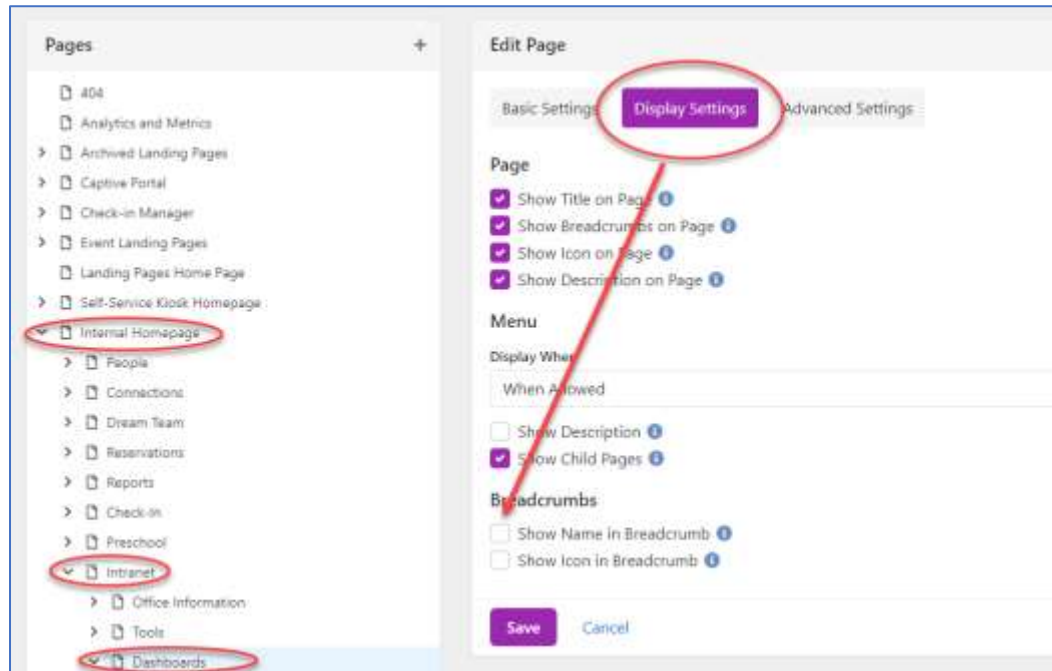 Pages +
404
Analytics and Metrics
Archived Landing Pages
Captive Portal
Check-in Manager
Event Landing Pages
Landing Pages Home Page
Self-Service Kiosk Homepage
Internal Homepage
People
Connections
Dream Team
Reservations
Reports
Check-In
Preschool
Intranet
Office Information
Tools
Dashboards
Edit Page
Basic Settings Display Settings Advanced Settings
Page
Show Title on Page
Show Breadcrumbs on Page
Show Icon on Page
Show Description on Page
Menu
Display When
When Allowed
Show Description
Show Child Pages
Breadcrumbs
Show Name in Breadcrumb
Show Icon in Breadcrumb
Save Cancel